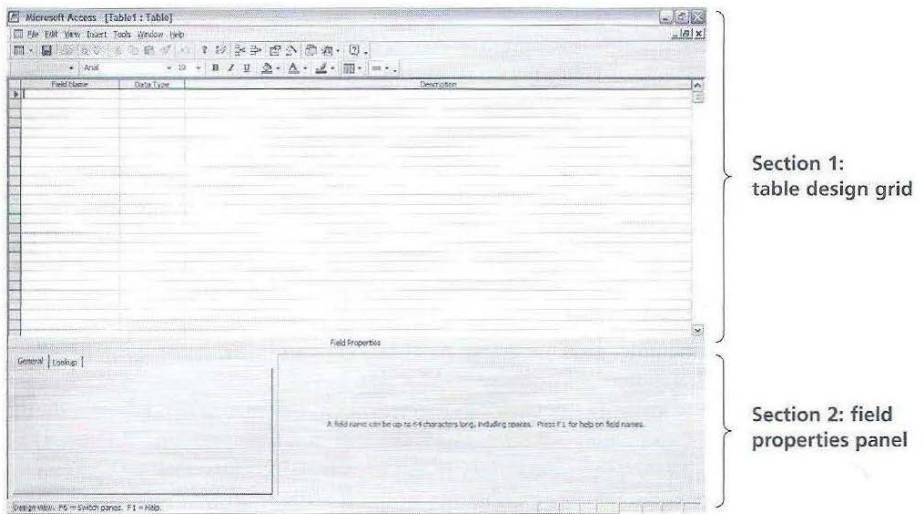 Microsoft Access - [Table1 : Table]
File Edit View Insert Tools Window Help
Arial 10 B I U
Field Name Data Type Description
Section 1:
table design grid
Field Properties
General Lookup
A field name can be up to 64 characters long, including spaces. Press F1 for help on field names.
Section 2: field
properties panel
Design view. F6 = Switch panes. F1 = Help.